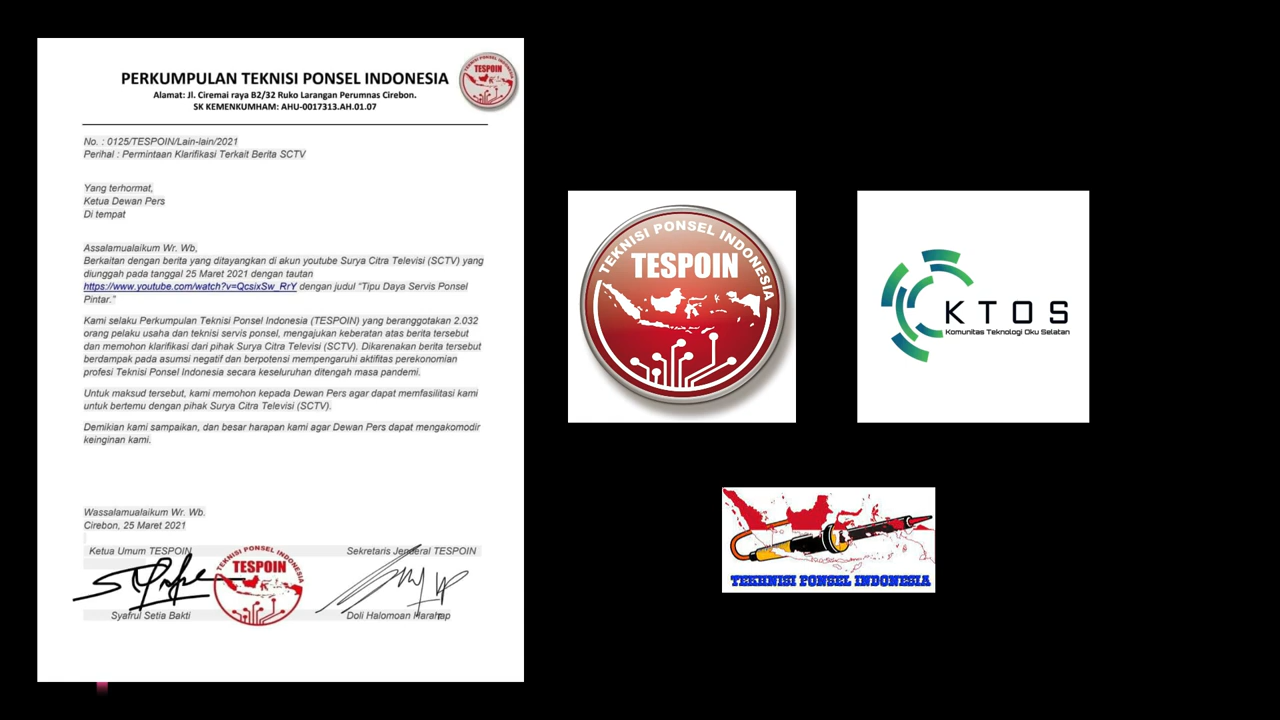 PERKUMPULAN TEKNISI PONSEL INDONESIA
Alamat: Jl. Ciremai raya B2/32 Ruko Larangan Perumnas Cirebon.
SK KEMENKUMHAM: AHU-0017313.AH.01.07
TEKNISI PONSEL INDONESIA
TESPOIN
No. : 0125/TESPOIN/Lain-lain/2021
Perihal : Permintaan Klarifikasi Terkait Berita SCTV
Yang terhormat,
Ketua Dewan Pers
Di tempat
Assalamualaikum Wr. Wb,
Berkaitan dengan berita yang ditayangkan di akun youtube Surya Citra Televisi (SCTV) yang
diunggah pada tanggal 25 Maret 2021 dengan tautan
https://www.youtube.com/watch?v=QcsixSw_RrY dengan judul “Tipu Daya Servis Ponsel
Pintar.”
Kami selaku Perkumpulan Teknisi Ponsel Indonesia (TESPOIN) yang beranggotakan 2.032
orang pelaku usaha dan teknisi servis ponsel, mengajukan keberatan atas berita tersebut
dan memohon klarifikasi dari pihak Surya Citra Televisi (SCTV). Dikarenakan berita tersebut
berdampak pada asumsi negatif dan berpotensi mempengaruhi aktifitas perekonomian
profesi Teknisi Ponsel Indonesia secara keseluruhan ditengah masa pandemi.
Untuk maksud tersebut, kami memohon kepada Dewan Pers agar dapat memfasilitasi kami
untuk bertemu dengan pihak Surya Citra Televisi (SCTV).
Demikian kami sampaikan, dan besar harapan kami agar Dewan Pers dapat mengakomodir
keinginan kami.
Wassalamualaikum Wr. Wb.
Cirebon, 25 Maret 2021
Ketua Umum TESPOIN
Sekretaris Jenderal TESPOIN
TEKNISI PONSEL INDONESIA
TESPOIN
Syafrul Setia Bakti
Doli Halomoan Harahap
TEKNISI PONSEL INDONESIA
TESPOIN
KTOS
Komunitas Teknologi Oku Selatan
TEKHNISI PONSEL INDONESIA